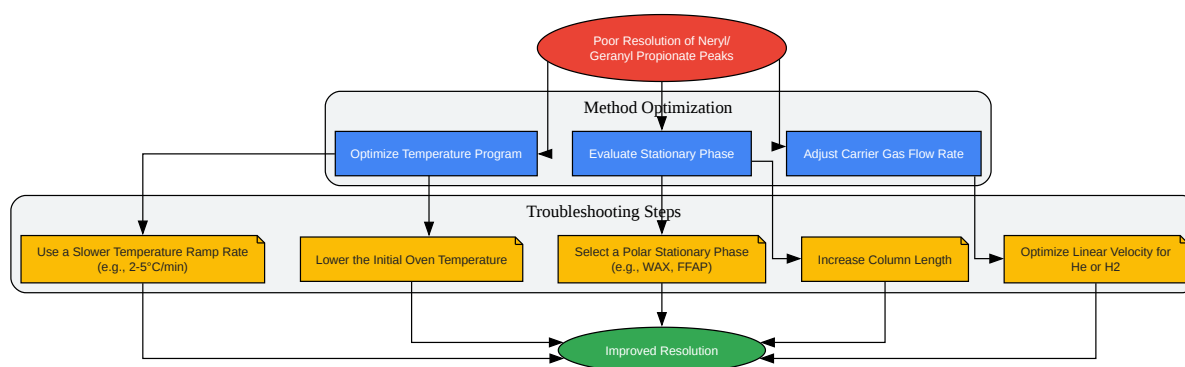 Poor Resolution of Neryl/
Geranyl Propionate Peaks
Method Optimization
Optimize Temperature Program
Evaluate Stationary Phase
Adjust Carrier Gas Flow Rate
Troubleshooting Steps
Use a Slower Temperature Ramp Rate
(e.g., 2-5°C/min)
Lower the Initial Oven Temperature
Select a Polar Stationary Phase
(e.g., WAX, FFAP)
Increase Column Length
Optimize Linear Velocity for
He or H2
Improved Resolution